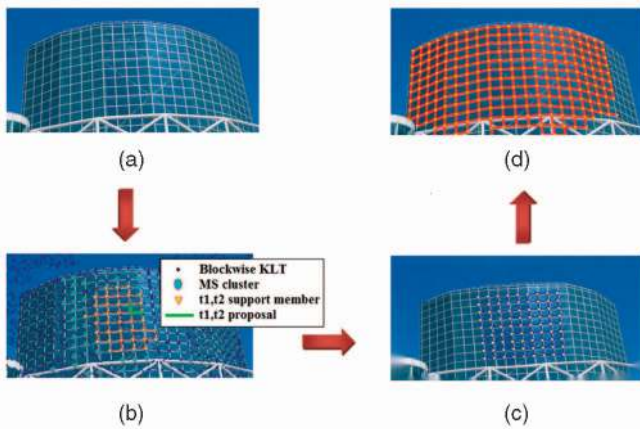 (a)
(d)
Blockwise KLT
MS cluster
t1,t2 support member
t1,t2 proposal
(b)
(c)